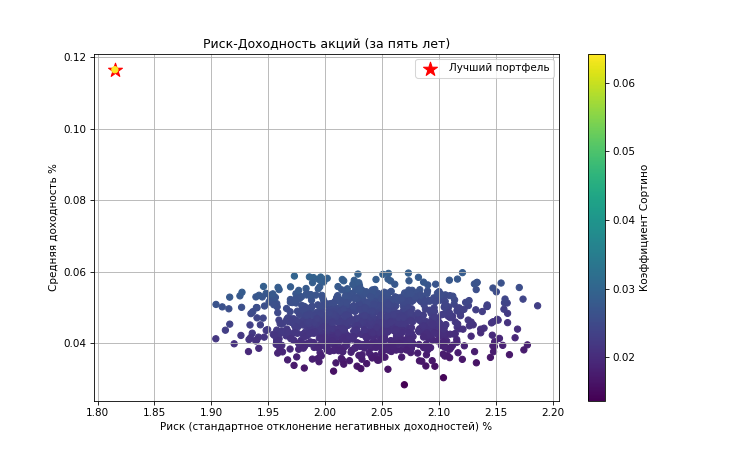 Риск-Доходность акций (за пять лет)
Лучший портфель
Средняя доходность %
0.12
0.10
0.08
0.06
0.04
1.80 1.85 1.90 1.95 2.00 2.05 2.10 2.15 2.20
Риск (стандартное отклонение негативных доходностей) %
0.06
0.05
0.04
0.03
0.02
Коэффициент Сортино